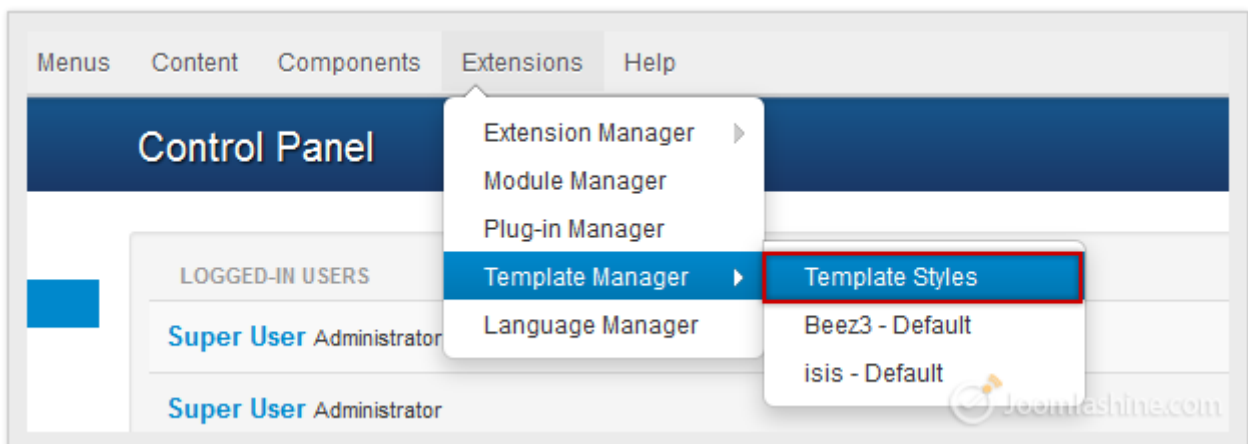 Menus Content Components Extensions Help
Control Panel
Extension Manager
Module Manager
Plug-in Manager
Template Manager
Language Manager
Template Styles
Beez3 - Default
isis - Default
LOGGED-IN USERS
Super User Administrator
Super User Administrator
Joomlashine.com